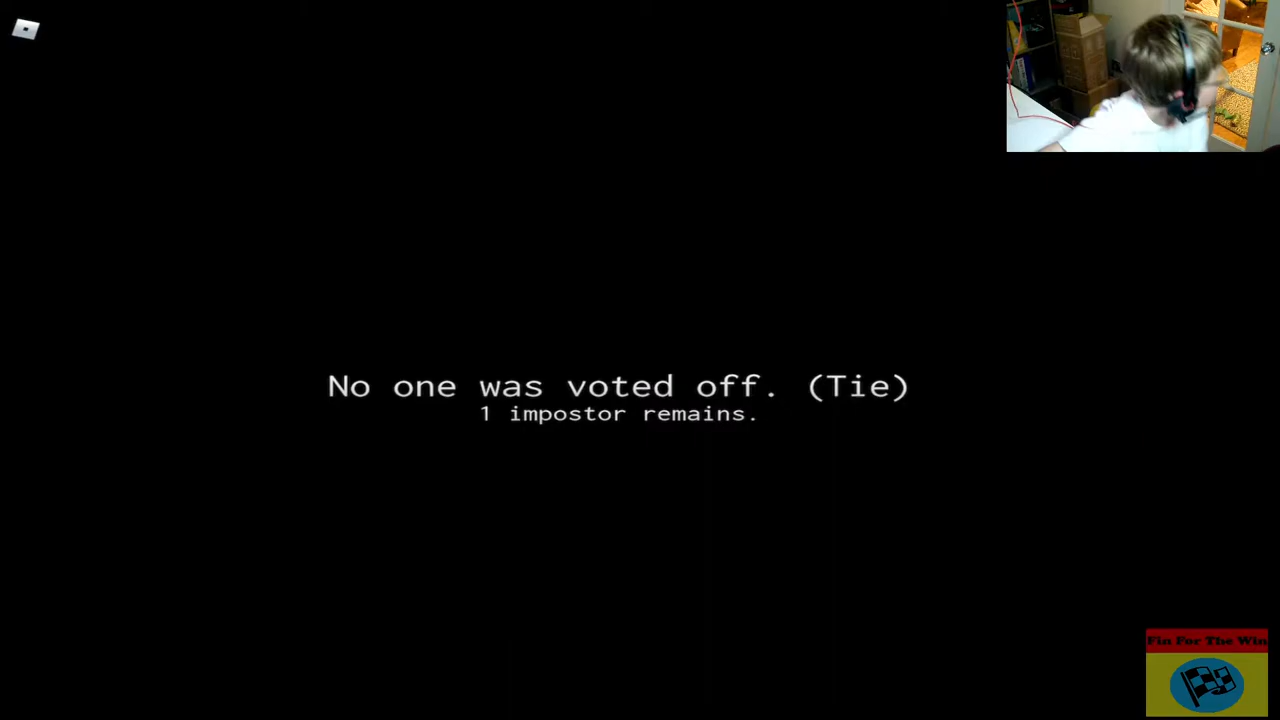 No one was voted off. (Tie)
1 impostor remains.
Fin For The Win